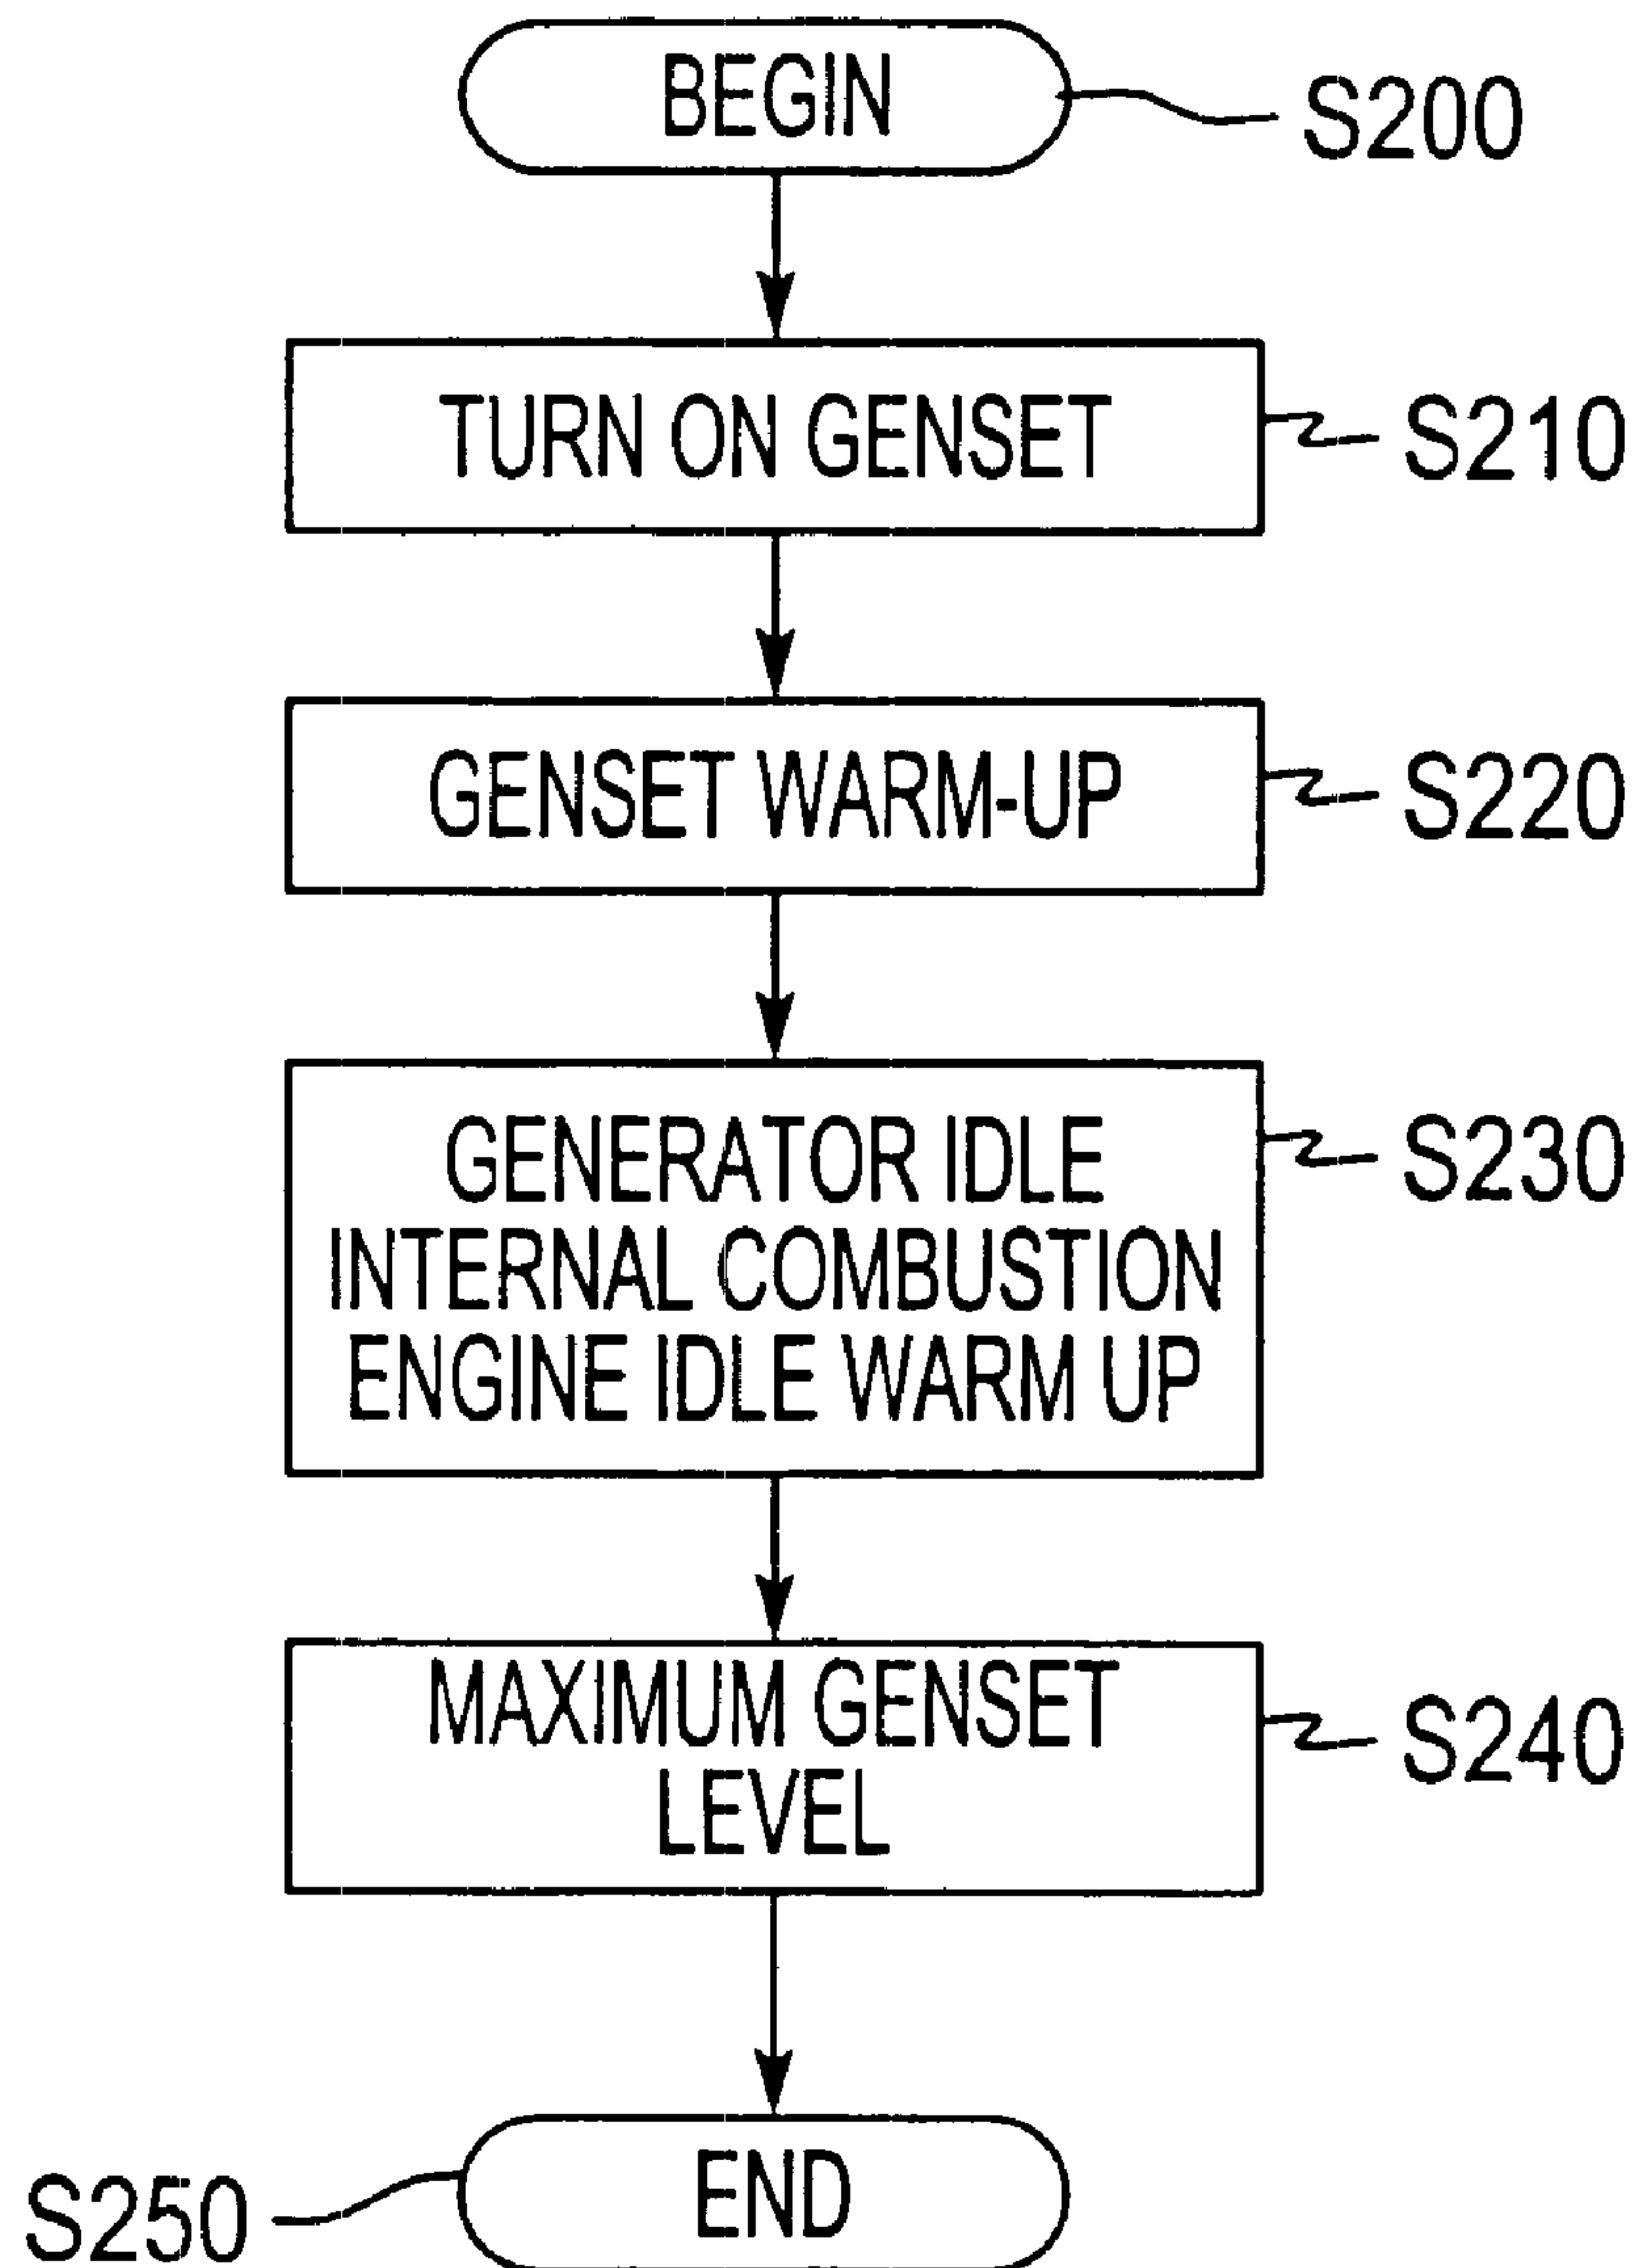 BEGIN
S200
TURN ON GENSET
S210
GENSET WARM-UP
S220
GENERATOR IDLE
INTERNAL COMBUSTION
ENGINE IDLE WARM UP
S230
MAXIMUM GENSET
LEVEL
S240
END
S250